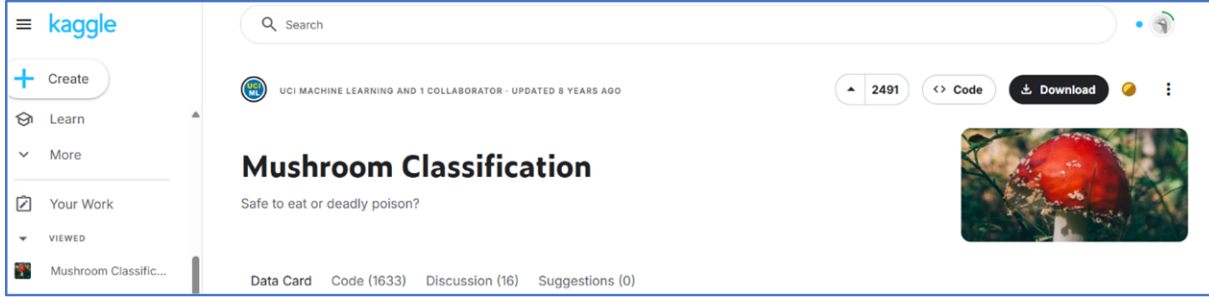 kaggle
Search
Create
UCI ML
UCI MACHINE LEARNING AND 1 COLLABORATOR · UPDATED 8 YEARS AGO
2491
<> Code
Download
Learn
More
Mushroom Classification
Your Work
Safe to eat or deadly poison?
VIEWED
Mushroom Classific...
Data Card Code (1633) Discussion (16) Suggestions (0)